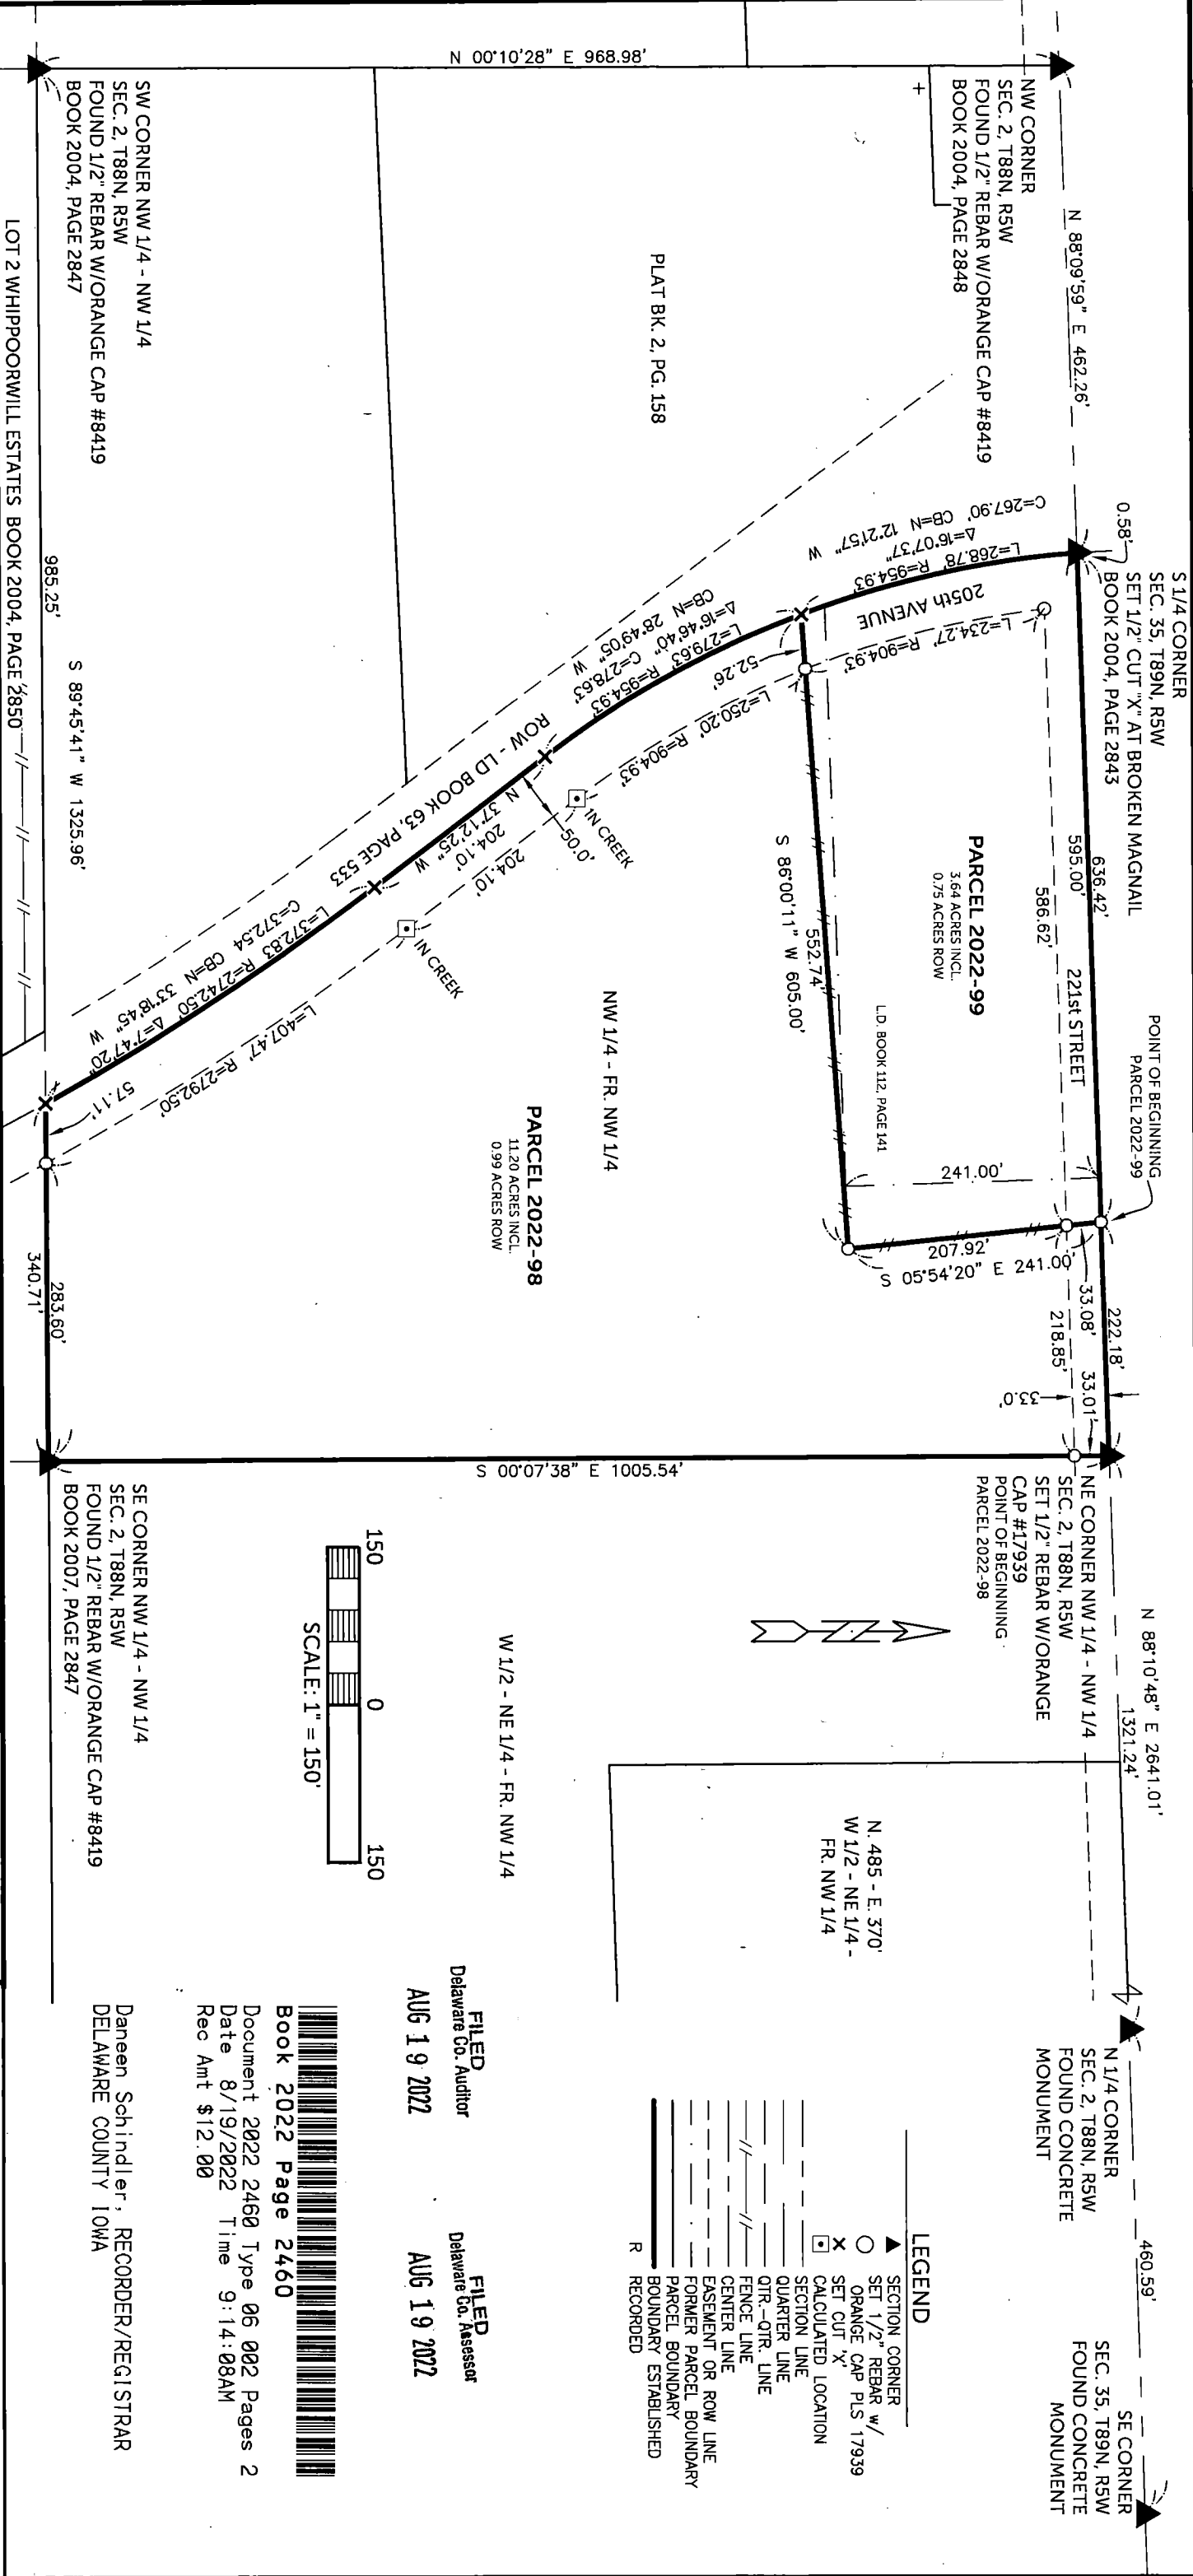 S 1/4 CORNER
SEC. 35, T89N, R5W
SET 1/2" CUT "X" AT BROKEN MAGNAIL
BOOK 2004, PAGE 2843
0.58'
N 88°09'59" E 462.26'
NW CORNER
SEC. 2, T88N, R5W
FOUND 1/2" REBAR W/ORANGE CAP #8419
BOOK 2004, PAGE 2848
N 00°10'28" E 968.98'
PLAT BK. 2, PG. 158
SW CORNER NW 1/4 - NW 1/4
SEC. 2, T88N, R5W
FOUND 1/2" REBAR W/ORANGE CAP #8419
BOOK 2004, PAGE 2847
LOT 2 WHIPPOORWILL ESTATES BOOK 2004, PAGE 2850
985.25'
S 89°45'41" W 1325.96'
L=268.78' R=954.93'
Δ=16°07'37"
C=267.90' CB=N 12°21'57" W
205th AVENUE
L=234.27' R=904.93'
52.26'
L=279.63' R=954.93'
Δ=16°46'40" C=278.63'
CB=N 28°49'05" W
L=250.20' R=904.93'
ROW - LD BOOK 63, PAGE 533
50.0'
IN CREEK
N 37°12'25" W
204.10'
204.10'
IN CREEK
L=372.83' R=2742.50' Δ=7°47'20"
C=372.54 CB=N 33°18'45" W
L=407.47' R=2792.50'
57.11'
283.60'
340.71'
POINT OF BEGINNING
PARCEL 2022-99
636.42'
595.00'
586.62'
221st STREET
PARCEL 2022-99
3.64 ACRES INCL.
0.75 ACRES ROW
L.D. BOOK 112, PAGE 141
552.74'
S 86°00'11" W 605.00'
241.00'
207.92'
S 05°54'20" E 241.00'
33.08'
222.18'
218.85'
33.01'
33.0'
NW 1/4 - FR. NW 1/4
PARCEL 2022-98
11.20 ACRES INCL.
0.99 ACRES ROW
S 00°07'38" E 1005.54'
NE CORNER NW 1/4 - NW 1/4
SEC. 2, T88N, R5W
SET 1/2" REBAR W/ORANGE
CAP #17939
POINT OF BEGINNING
PARCEL 2022-98
SE CORNER NW 1/4 - NW 1/4
SEC. 2, T88N, R5W
FOUND 1/2" REBAR W/ORANGE CAP #8419
BOOK 2007, PAGE 2847
N 88°10'48" E 2641.01'
1321.24'
W 1/2 - NE 1/4 - FR. NW 1/4
150 0 150
SCALE: 1" = 150'
N. 485 - E. 370'
W 1/2 - NE 1/4 -
FR. NW 1/4
N 1/4 CORNER
SEC. 2, T88N, R5W
FOUND CONCRETE
MONUMENT
460.59'
SE CORNER
SEC. 35, T89N, R5W
FOUND CONCRETE
MONUMENT
LEGEND
SECTION CORNER
SET 1/2" REBAR w/
ORANGE CAP PLS 17939
SET CUT 'X'
CALCULATED LOCATION
SECTION LINE
QUARTER LINE
QTR.-QTR. LINE
FENCE LINE
CENTER LINE
EASEMENT OR ROW LINE
FORMER PARCEL BOUNDARY
PARCEL BOUNDARY
BOUNDARY ESTABLISHED
R RECORDED
FILED
Delaware Co. Auditor
AUG 19 2022
FILED
Delaware Co. Assessor
AUG 19 2022
Book 2022 Page 2460
Document 2022 2460 Type 06 002 Pages 2
Date 8/19/2022 Time 9:14:08AM
Rec Amt $12.00
Daneen Schindler, RECORDER/REGISTRAR
DELAWARE COUNTY IOWA